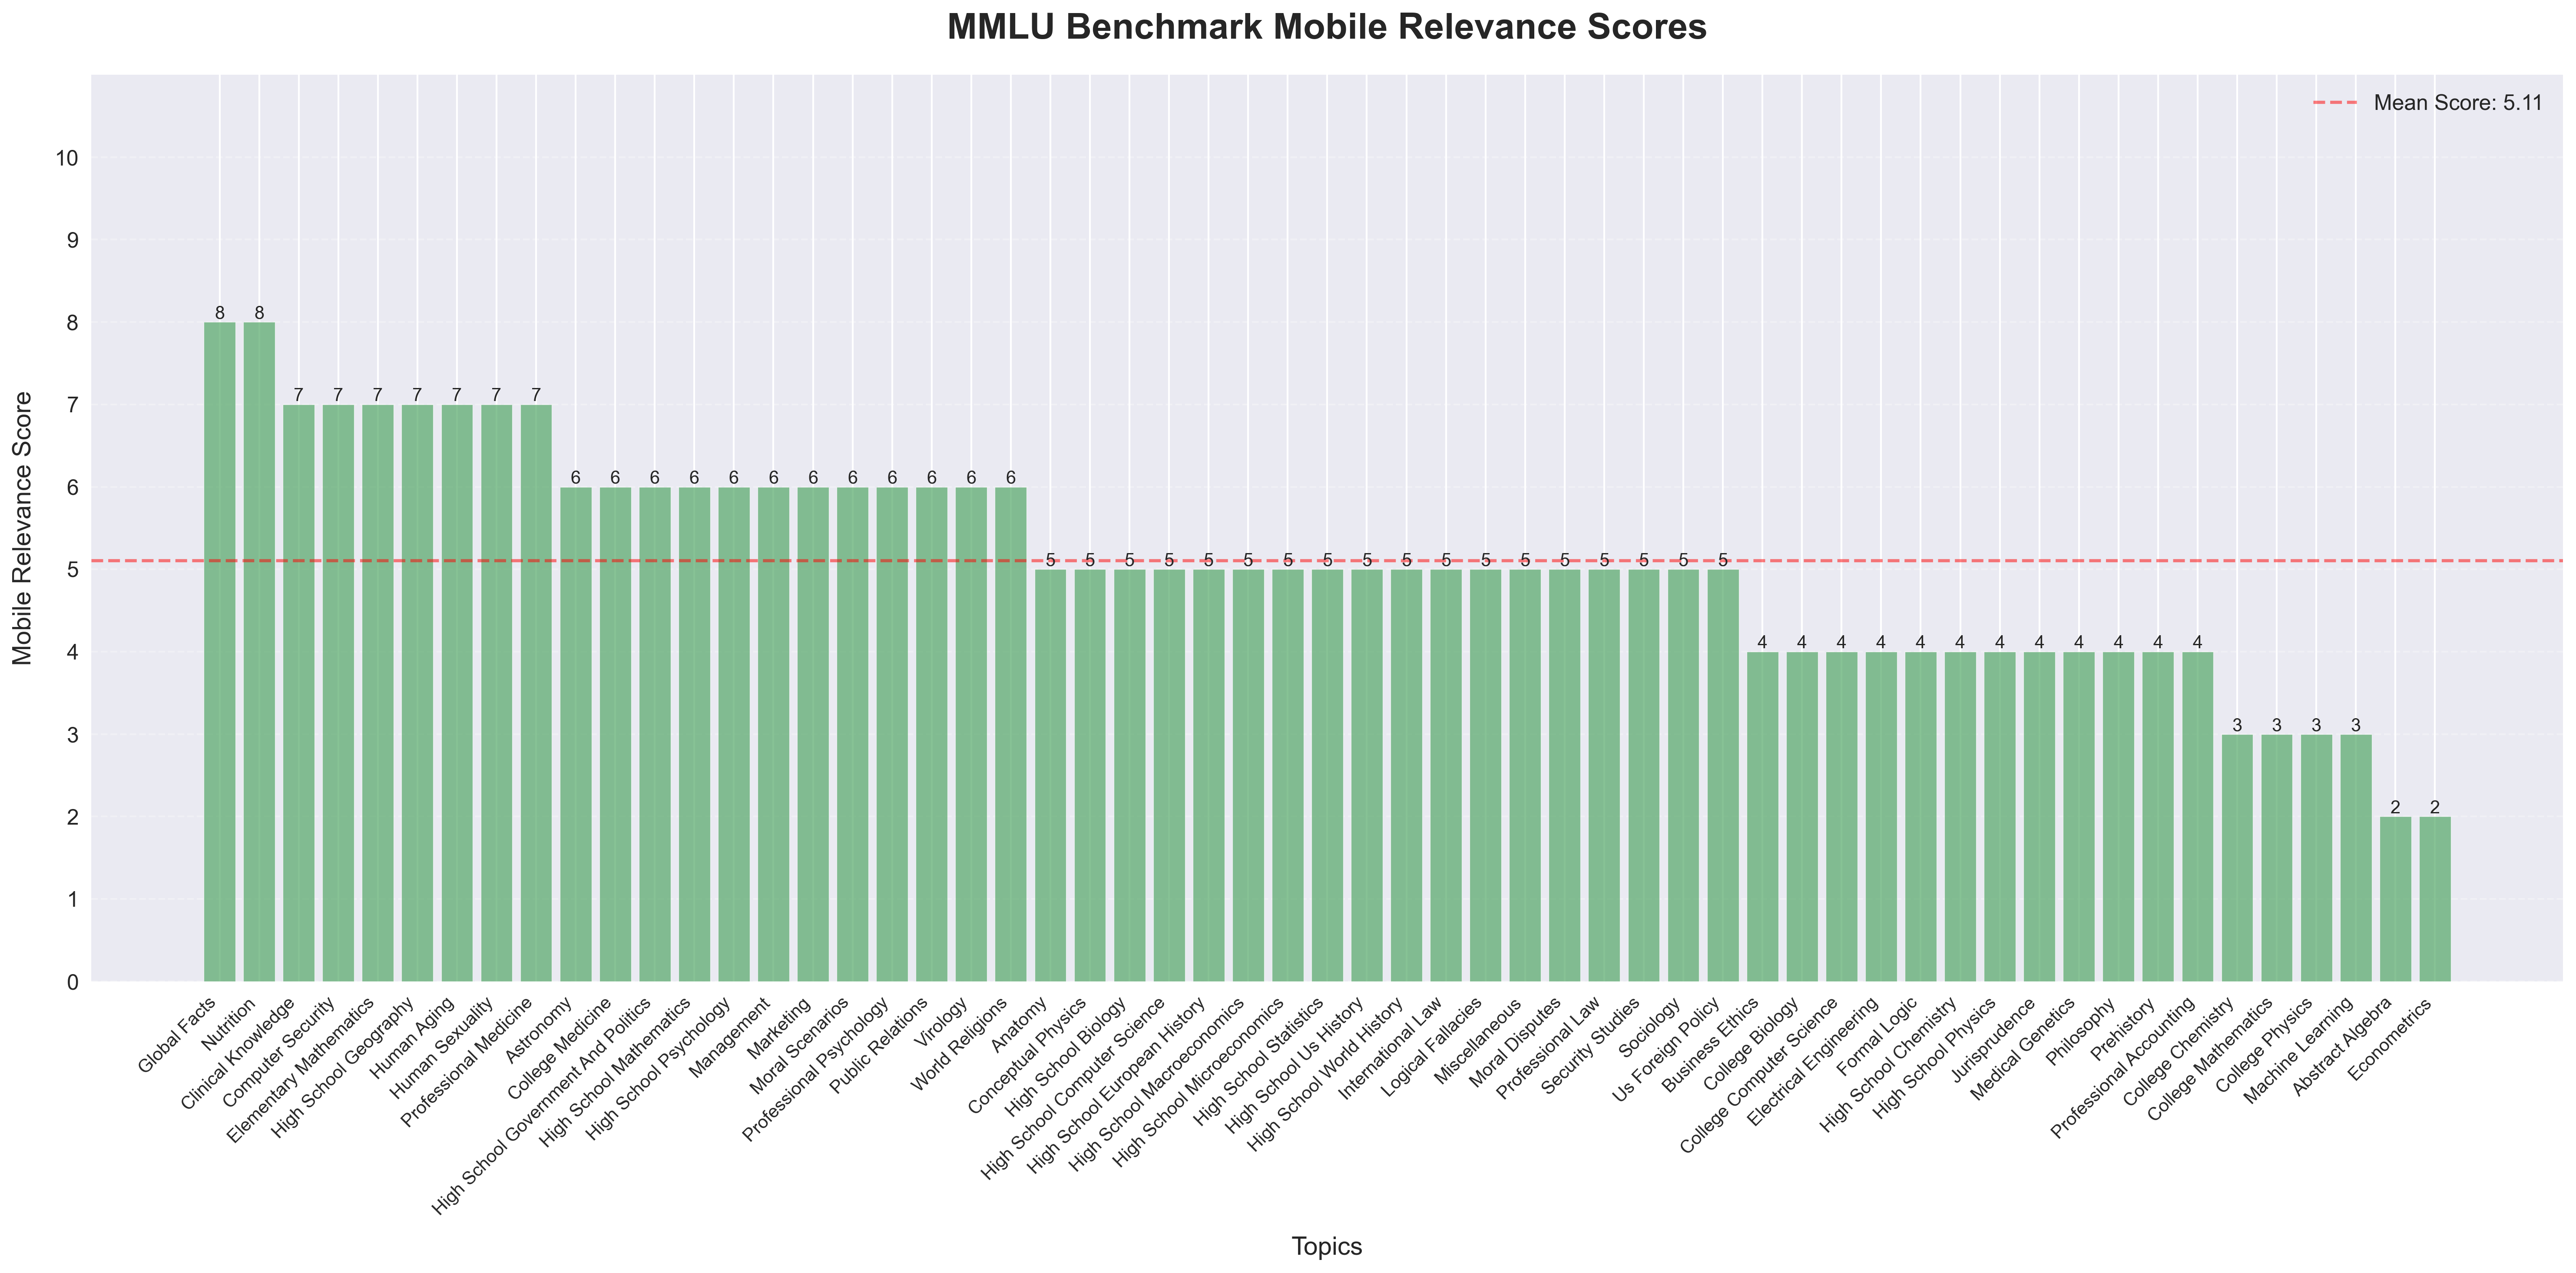 MMLU Benchmark Mobile Relevance Scores
Mean Score: 5.11
Mobile Relevance Score
10
9
8
7
6
5
4
3
2
1
0
8 8 7 7 7 7 7 7 7 6 6 6 6 6 6 6 6 6 6 6 6 5 5 5 5 5 5 5 5 5 5 5 5 5 5 5 5 5 5 4 4 4 4 4 4 4 4 4 4 4 4 3 3 3 3 2 2
Global Facts
Nutrition
Clinical Knowledge
Computer Security
Elementary Mathematics
High School Geography
Human Aging
Human Sexuality
Professional Medicine
Astronomy
College Medicine
High School Government And Politics
High School Mathematics
High School Psychology
Management
Marketing
Moral Scenarios
Professional Psychology
Public Relations
Virology
World Religions
Anatomy
Conceptual Physics
High School Biology
High School Computer Science
High School European History
High School Macroeconomics
High School Microeconomics
High School Statistics
High School Us History
High School World History
International Law
Logical Fallacies
Miscellaneous
Moral Disputes
Professional Law
Security Studies
Sociology
Us Foreign Policy
Business Ethics
College Biology
College Computer Science
Electrical Engineering
Formal Logic
High School Chemistry
High School Physics
Jurisprudence
Medical Genetics
Philosophy
Prehistory
Professional Accounting
College Chemistry
College Mathematics
College Physics
Machine Learning
Abstract Algebra
Econometrics
Topics